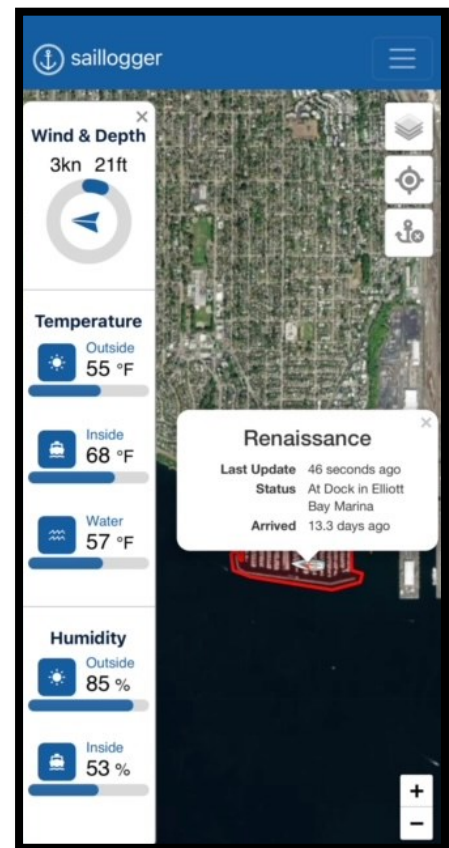 saillogger
×
Wind & Depth
3kn 21ft
Temperature
Outside
55 °F
Inside
68 °F
Water
57 °F
Humidity
Outside
85 %
Inside
53 %
×
Renaissance
Last Update 46 seconds ago
Status At Dock in Elliott
Bay Marina
Arrived 13.3 days ago
+
−